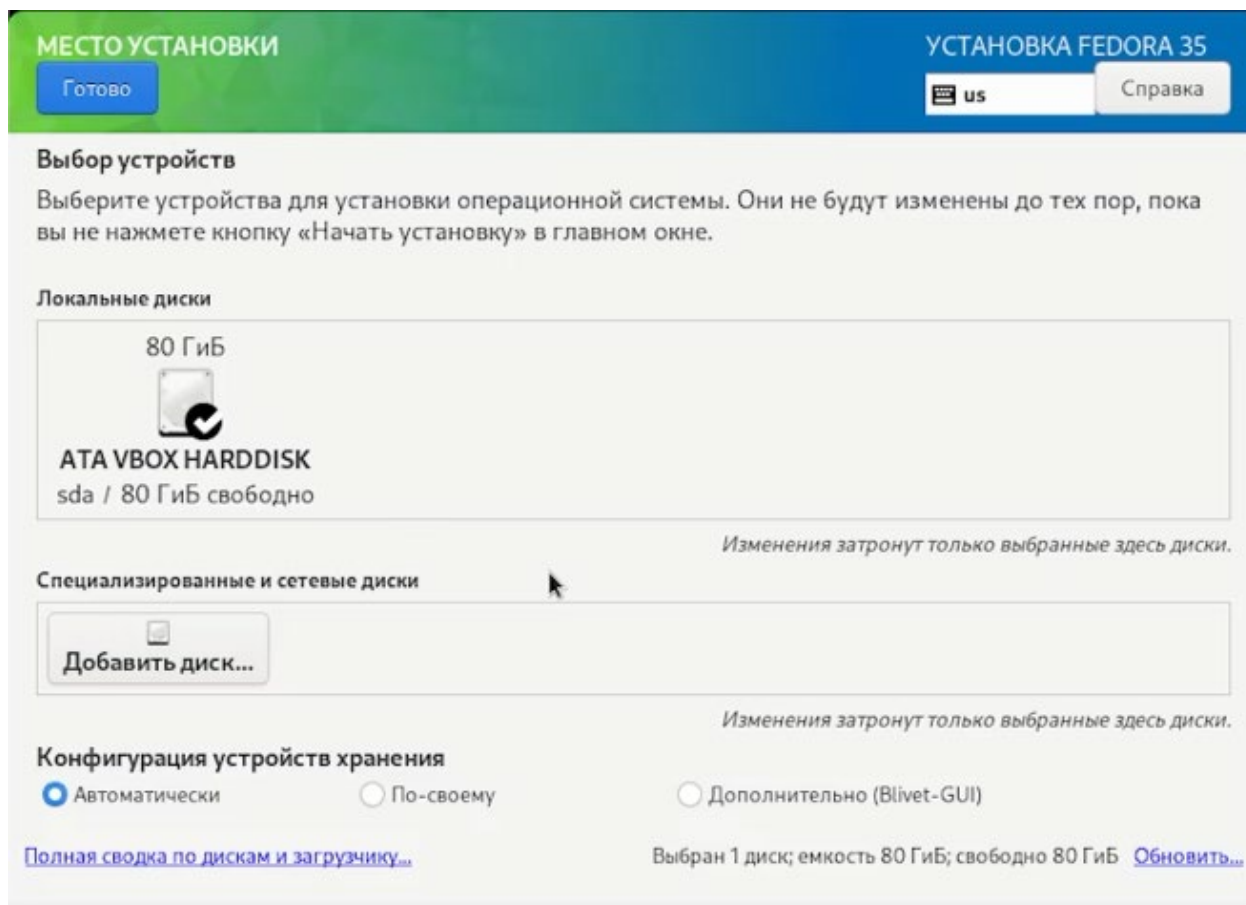 МЕСТО УСТАНОВКИ
УСТАНОВКА FEDORA 35
Готово
us
Справка
Выбор устройств
Выберите устройства для установки операционной системы. Они не будут изменены до тех пор, пока
вы не нажмете кнопку «Начать установку» в главном окне.
Локальные диски
80 ГиБ
ATA VBOX HARDDISK
sda / 80 ГиБ свободно
Изменения затронут только выбранные здесь диски.
Специализированные и сетевые диски
Добавить диск...
Изменения затронут только выбранные здесь диски.
Конфигурация устройств хранения
Автоматически
По-своему
Дополнительно (Blivet-GUI)
Полная сводка по дискам и загрузчику...
Выбран 1 диск; емкость 80 ГиБ; свободно 80 ГиБ
Обновить...